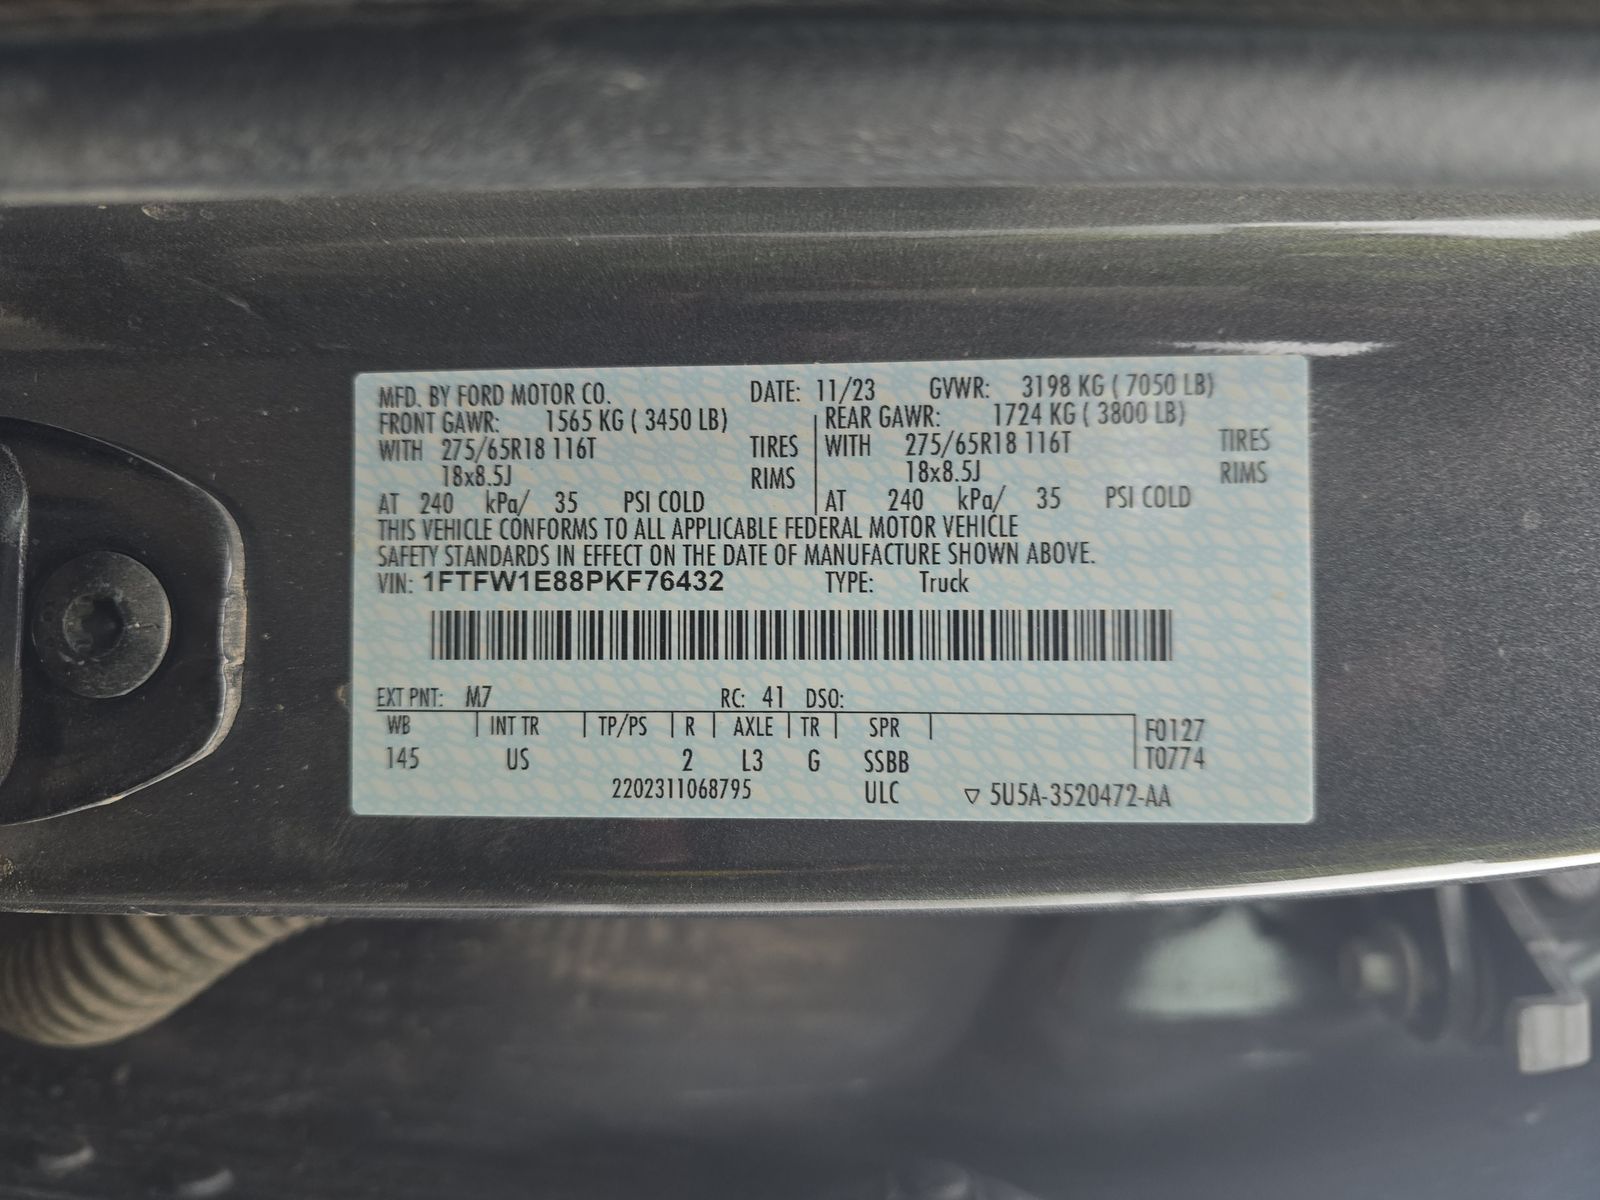 MFD. BY FORD MOTOR CO. DATE: 11/23 GVWR: 3198 KG ( 7050 LB)
FRONT GAWR: 1565 KG ( 3450 LB) REAR GAWR: 1724 KG ( 3800 LB)
WITH 275/65R18 116T TIRES WITH 275/65R18 116T TIRES
18x8.5J RIMS 18x8.5J RIMS
AT 240 kPa/ 35 PSI COLD AT 240 kPa/ 35 PSI COLD
THIS VEHICLE CONFORMS TO ALL APPLICABLE FEDERAL MOTOR VEHICLE
SAFETY STANDARDS IN EFFECT ON THE DATE OF MANUFACTURE SHOWN ABOVE.
VIN: 1FTFW1E88PKF76432 TYPE: Truck
EXT PNT: M7 RC: 41 DSO:
WB INT TR TP/PS R AXLE TR SPR F0127
145 US 2 L3 G SSBB T0774
2202311068795 ULC ▽ 5U5A-3520472-AA